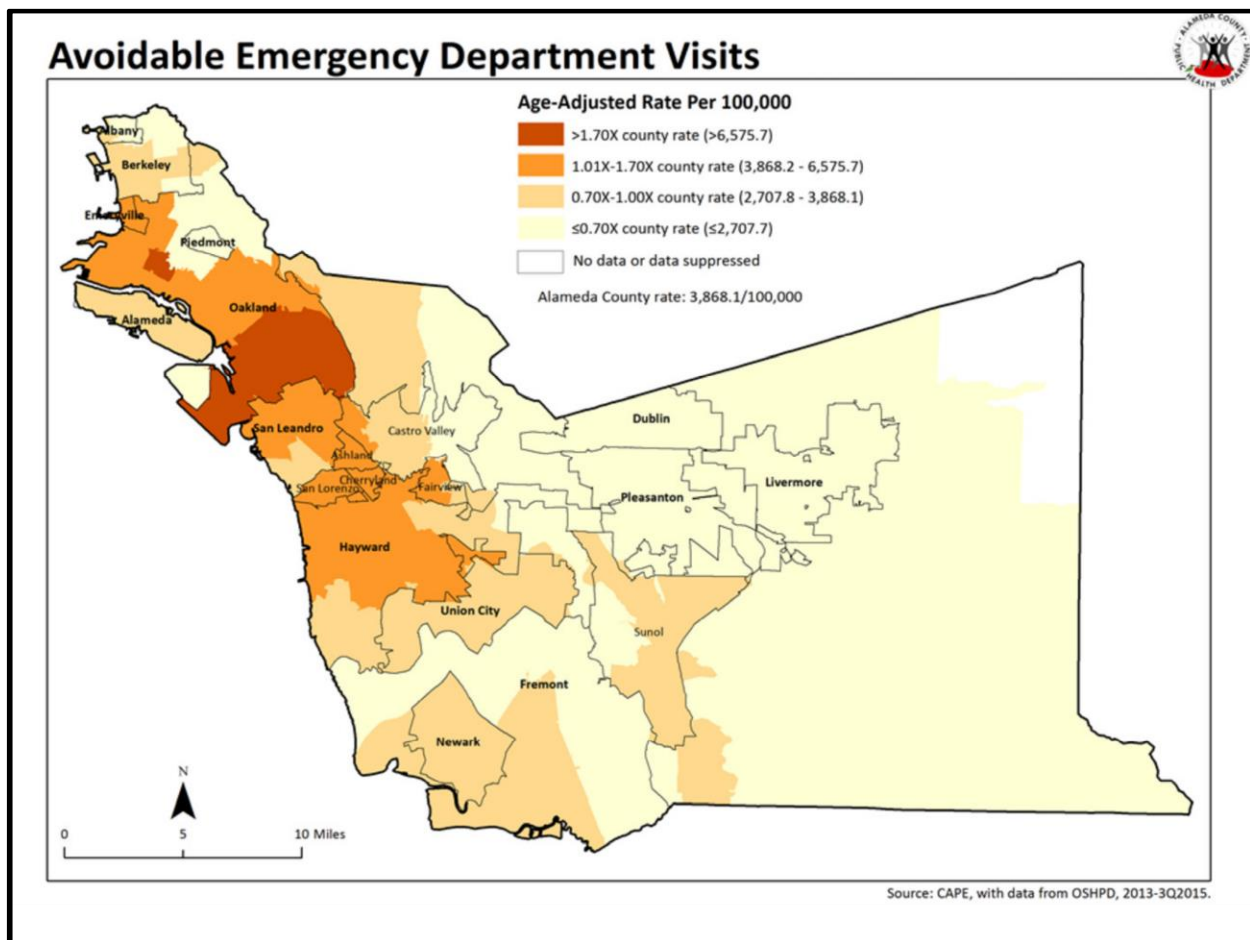 Avoidable Emergency Department Visits
ALAMEDA COUNTY
PUBLIC HEALTH DEPARTMENT
Age-Adjusted Rate Per 100,000
>1.70X county rate (>6,575.7)
1.01X-1.70X county rate (3,868.2 - 6,575.7)
0.70X-1.00X county rate (2,707.8 - 3,868.1)
≤0.70X county rate (≤2,707.7)
No data or data suppressed
Alameda County rate: 3,868.1/100,000
Albany
Berkeley
Emeryville
Piedmont
Oakland
Alameda
San Leandro
Castro Valley
Dublin
Ashland
Cherryland
San Lorenzo
Fairview
Livermore
Pleasanton
Hayward
Union City
Sunol
Fremont
Newark
N
0 5 10 Miles
Source: CAPE, with data from OSHPD, 2013-3Q2015.